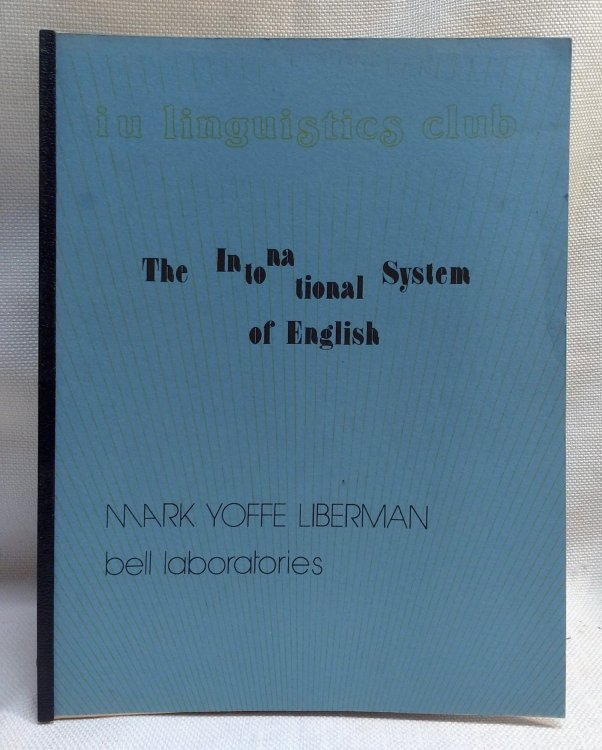 iu linguistics club
The Intonational System
of English
MARK YOFFE LIBERMAN
bell laboratories